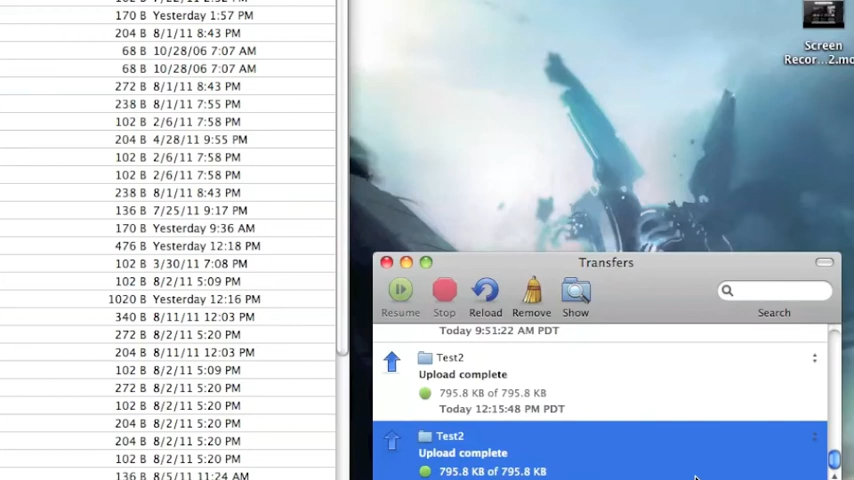 170 B Yesterday 1:57 PM
204 B 8/1/11 8:43 PM
68 B 10/28/06 7:07 AM
68 B 10/28/06 7:07 AM
272 B 8/1/11 8:43 PM
238 B 8/1/11 7:55 PM
102 B 2/6/11 7:58 PM
204 B 4/28/11 9:55 PM
102 B 2/6/11 7:58 PM
102 B 2/6/11 7:58 PM
238 B 8/1/11 8:43 PM
136 B 7/25/11 9:17 PM
170 B Yesterday 9:36 AM
476 B Yesterday 12:18 PM
102 B 3/30/11 7:08 PM
102 B 8/2/11 5:09 PM
1020 B Yesterday 12:16 PM
340 B 8/11/11 12:03 PM
272 B 8/2/11 5:20 PM
204 B 8/11/11 12:03 PM
102 B 8/2/11 5:09 PM
272 B 8/2/11 5:20 PM
102 B 8/2/11 5:20 PM
204 B 8/2/11 5:20 PM
204 B 8/2/11 5:20 PM
102 B 8/2/11 5:20 PM
136 B 8/5/11 11:24 AM
Screen
Recor...2.mo
Transfers
Resume Stop Reload Remove Show Search
Today 9:51:22 AM PDT
Test2
Upload complete
795.8 KB of 795.8 KB
Today 12:15:48 PM PDT
Test2
Upload complete
795.8 KB of 795.8 KB